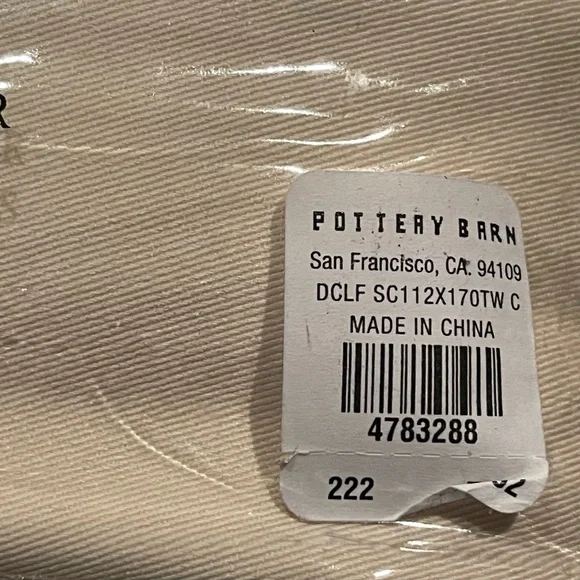 R
POTTERY BARN
San Francisco, CA. 94109
DCLF SC112X170TW C
MADE IN CHINA
4783288
222